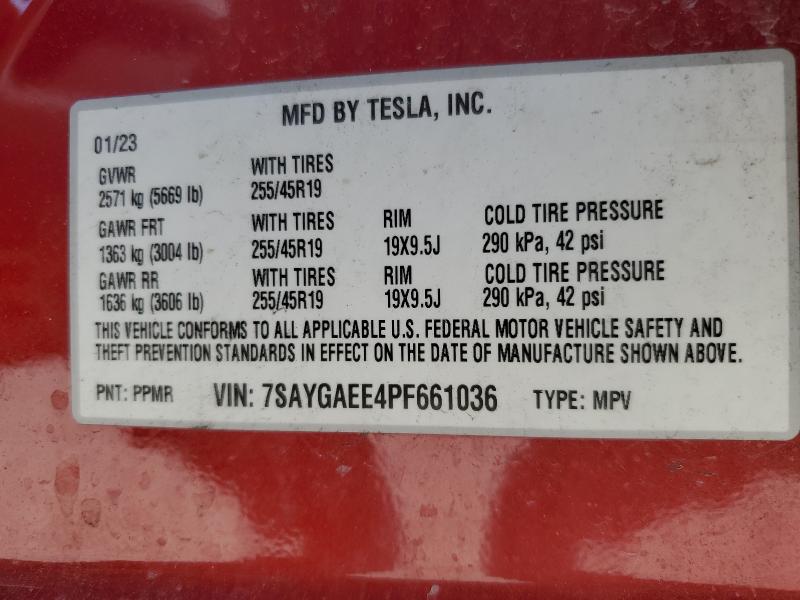 MFD BY TESLA, INC.
01/23
GVWR WITH TIRES
2571 kg (5669 lb) 255/45R19
GAWR FRT WITH TIRES RIM COLD TIRE PRESSURE
1363 kg (3004 lb) 255/45R19 19X9.5J 290 kPa, 42 psi
GAWR RR WITH TIRES RIM COLD TIRE PRESSURE
1636 kg (3606 lb) 255/45R19 19X9.5J 290 kPa, 42 psi
THIS VEHICLE CONFORMS TO ALL APPLICABLE U.S. FEDERAL MOTOR VEHICLE SAFETY AND
THEFT PREVENTION STANDARDS IN EFFECT ON THE DATE OF MANUFACTURE SHOWN ABOVE.
PNT: PPMR VIN: 7SAYGAEE4PF661036 TYPE: MPV